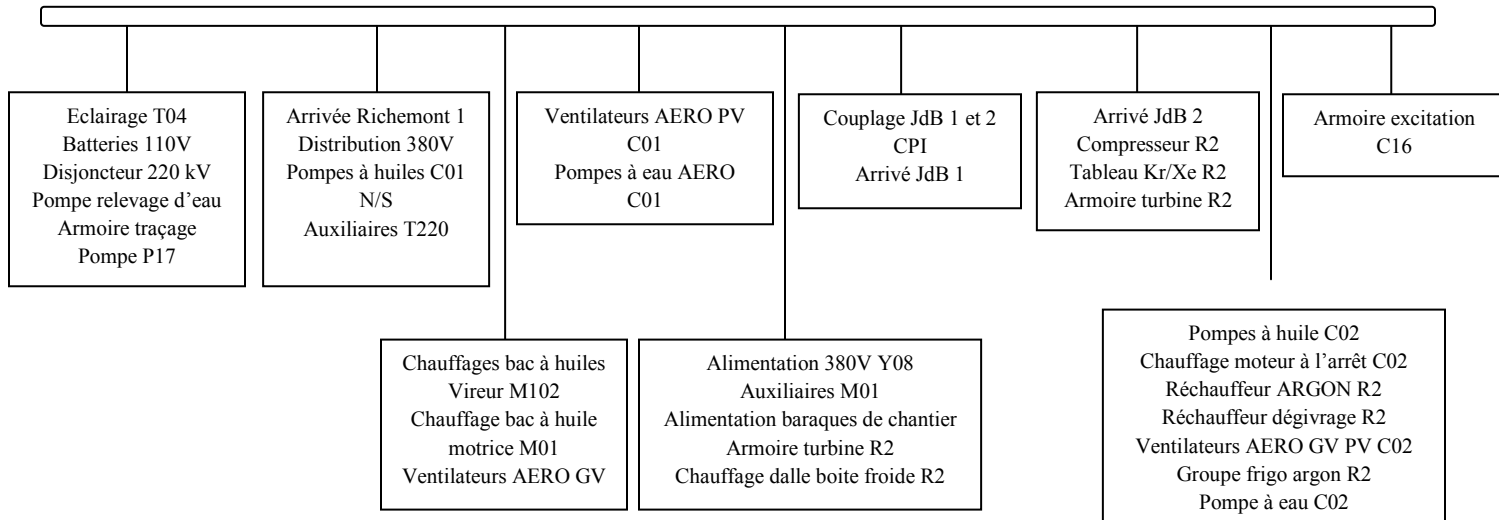 Eclairage T04
Batteries 110V
Disjoncteur 220 kV
Pompe relevage d'eau
Armoire traçage
Pompe P17
Arrivée Richemont 1
Distribution 380V
Pompes à huiles C01
N/S
Auxiliaires T220
Ventilateurs AERO PV
C01
Pompes à eau AERO
C01
Couplage JdB 1 et 2
CPI
Arrivé JdB 1
Arrivé JdB 2
Compresseur R2
Tableau Kr/Xe R2
Armoire turbine R2
Armoire excitation
C16
Chauffages bac à huiles
Vireur M102
Chauffage bac à huile
motrice M01
Ventilateurs AERO GV
Alimentation 380V Y08
Auxiliaires M01
Alimentation baraques de chantier
Armoire turbine R2
Chauffage dalle boite froide R2
Pompes à huile C02
Chauffage moteur à l'arrêt C02
Réchauffeur ARGON R2
Réchauffeur dégivrage R2
Ventilateurs AERO GV PV C02
Groupe frigo argon R2
Pompe à eau C02